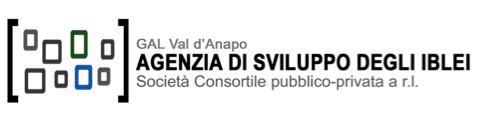 GAL Val d'Anapo
AGENZIA DI SVILUPPO DEGLI IBLEI
Società Consortile pubblico-privata a r.l.